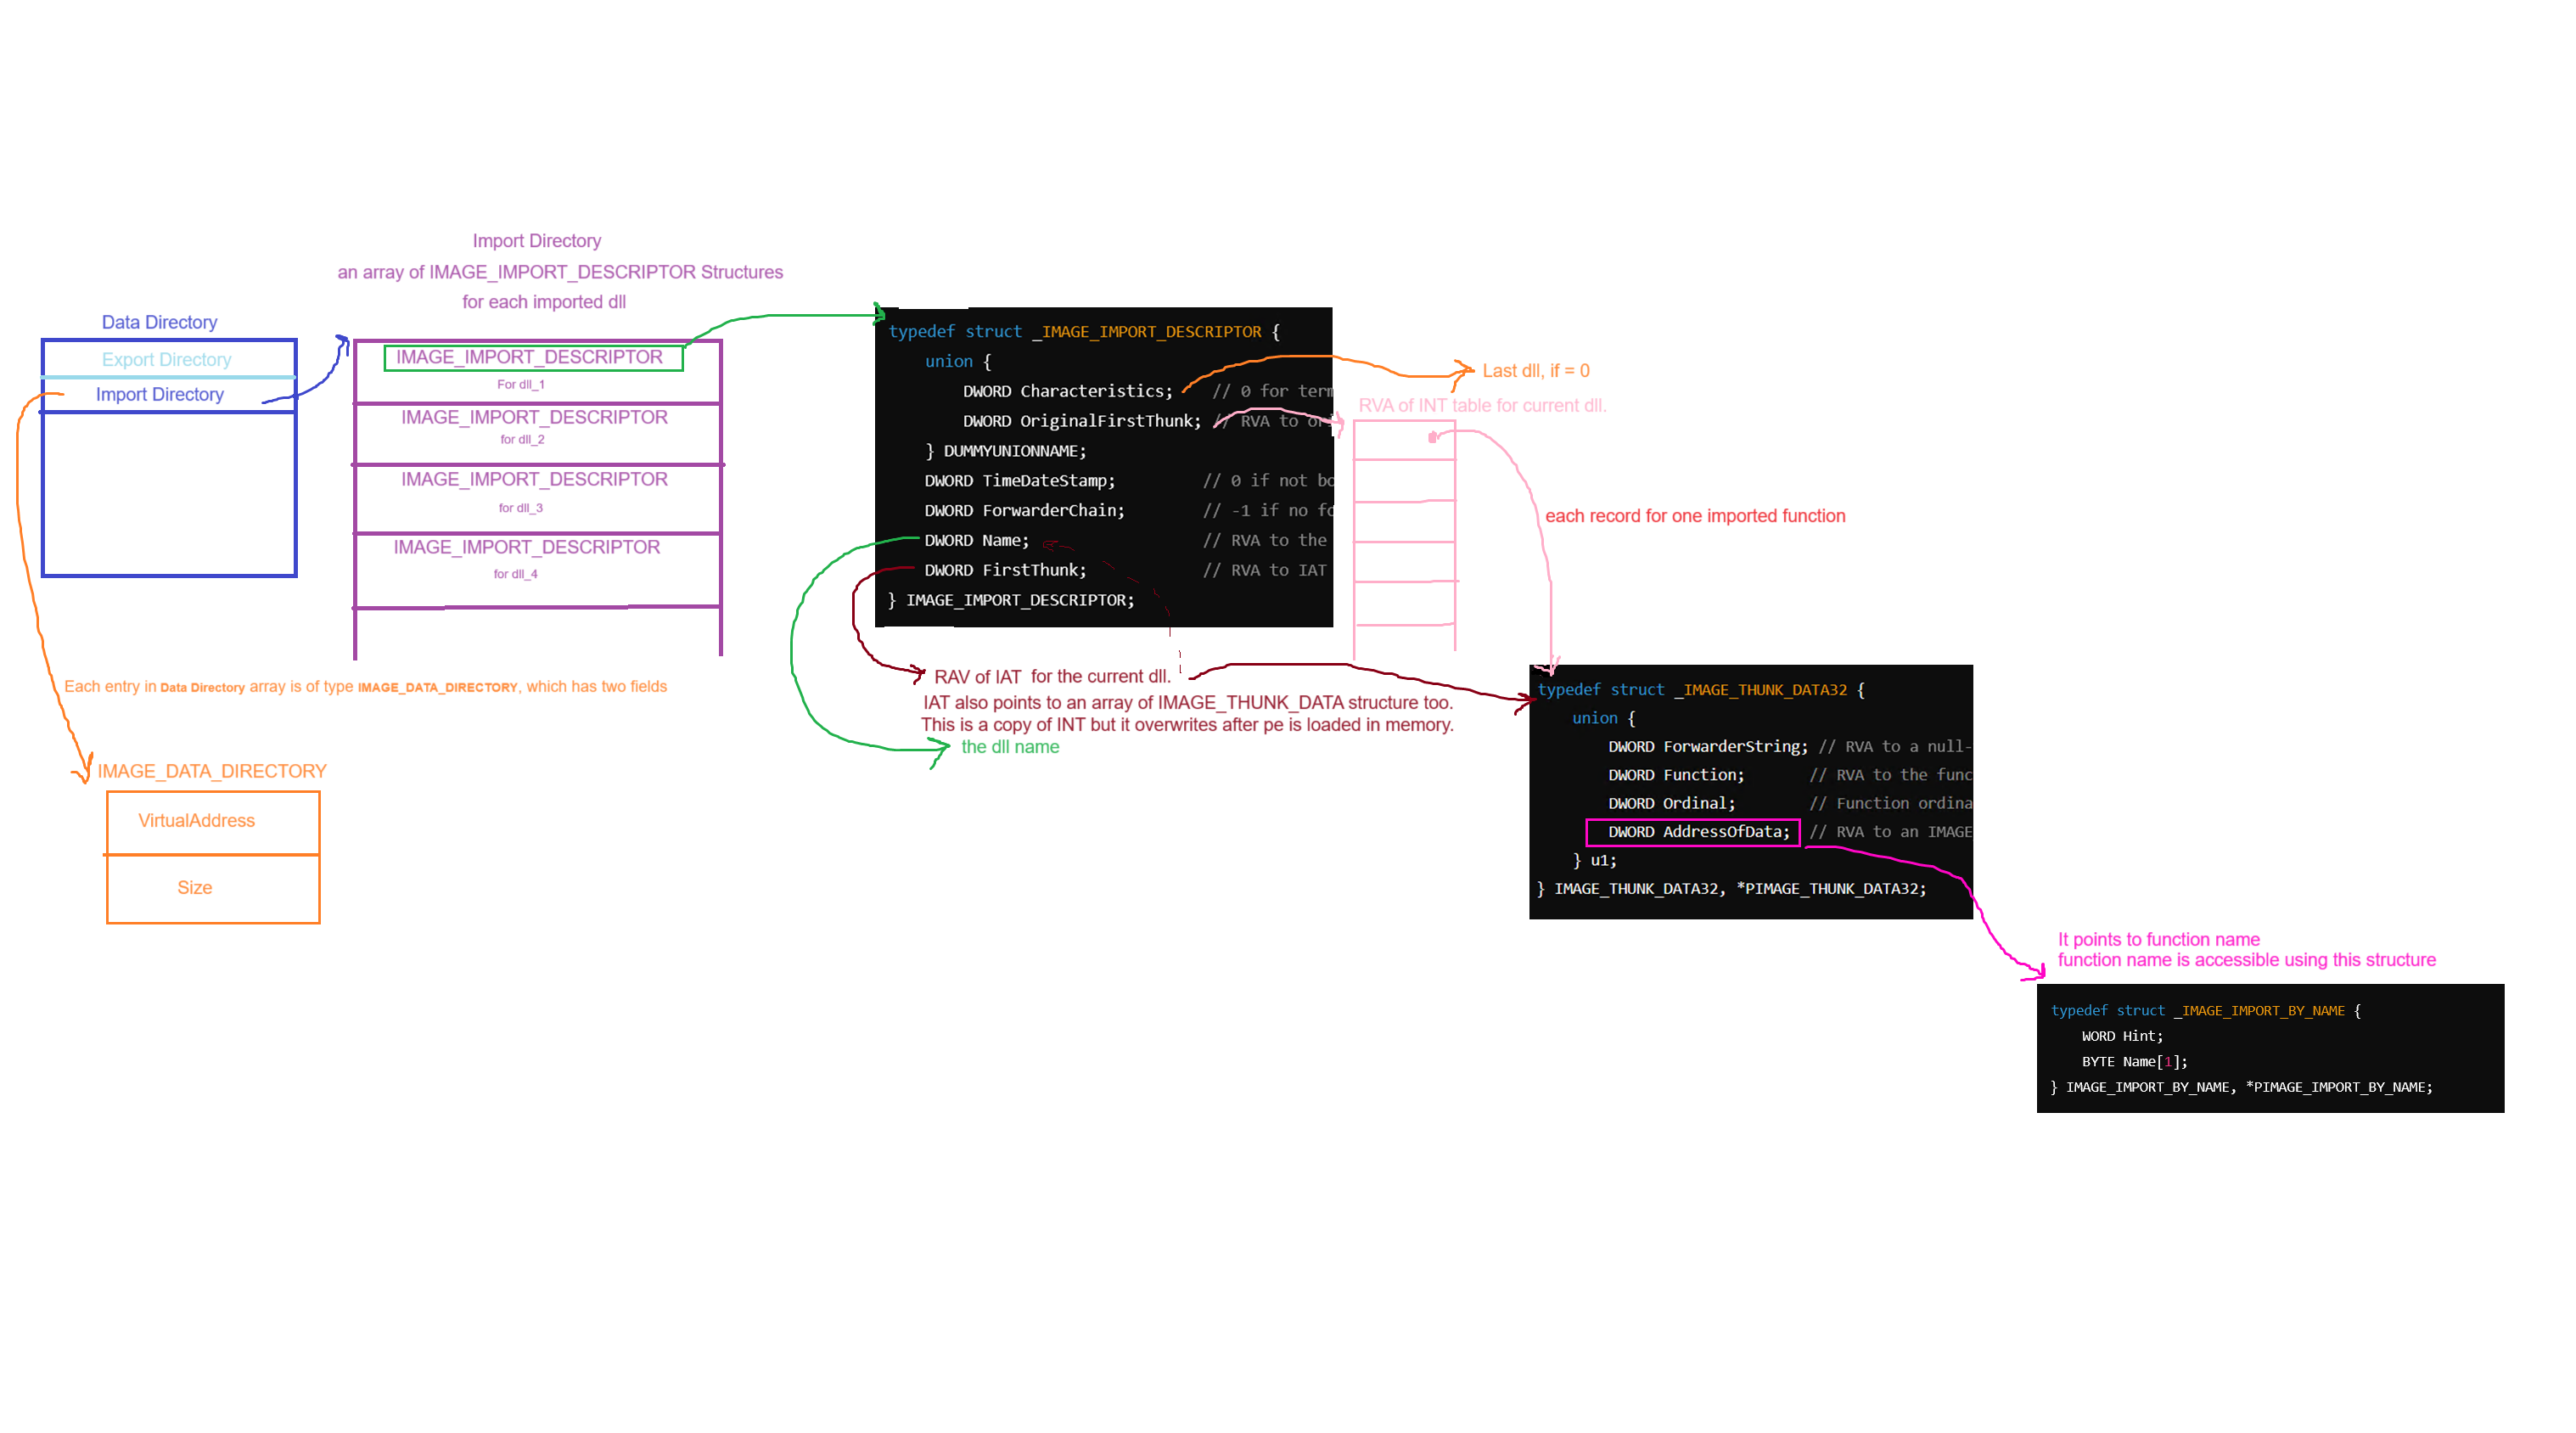 Import Directory
an array of IMAGE_IMPORT_DESCRIPTOR Structures
for each imported dll
Data Directory
Export Directory
Import Directory
IMAGE_IMPORT_DESCRIPTOR
For dll_1
IMAGE_IMPORT_DESCRIPTOR
for dll_2
IMAGE_IMPORT_DESCRIPTOR
for dll_3
IMAGE_IMPORT_DESCRIPTOR
for dll_4
Each entry in Data Directory array is of type IMAGE_DATA_DIRECTORY, which has two fields
IMAGE_DATA_DIRECTORY
VirtualAddress
Size
typedef struct _IMAGE_IMPORT_DESCRIPTOR {
union {
DWORD Characteristics; // 0 for term
DWORD OriginalFirstThunk; // RVA to ori
} DUMMYUNIONNAME;
DWORD TimeDateStamp; // 0 if not bo
DWORD ForwarderChain; // -1 if no fo
DWORD Name; // RVA to the
DWORD FirstThunk; // RVA to IAT
} IMAGE_IMPORT_DESCRIPTOR;
Last dll, if = 0
RVA of INT table for current dll.
each record for one imported function
RAV of IAT for the current dll.
IAT also points to an array of IMAGE_THUNK_DATA structure too.
This is a copy of INT but it overwrites after pe is loaded in memory.
the dll name
typedef struct _IMAGE_THUNK_DATA32 {
union {
DWORD ForwarderString; // RVA to a null-
DWORD Function; // RVA to the func
DWORD Ordinal; // Function ordina
DWORD AddressOfData; // RVA to an IMAGE
} u1;
} IMAGE_THUNK_DATA32, *PIMAGE_THUNK_DATA32;
It points to function name
function name is accessible using this structure
typedef struct _IMAGE_IMPORT_BY_NAME {
WORD Hint;
BYTE Name[1];
} IMAGE_IMPORT_BY_NAME, *PIMAGE_IMPORT_BY_NAME;